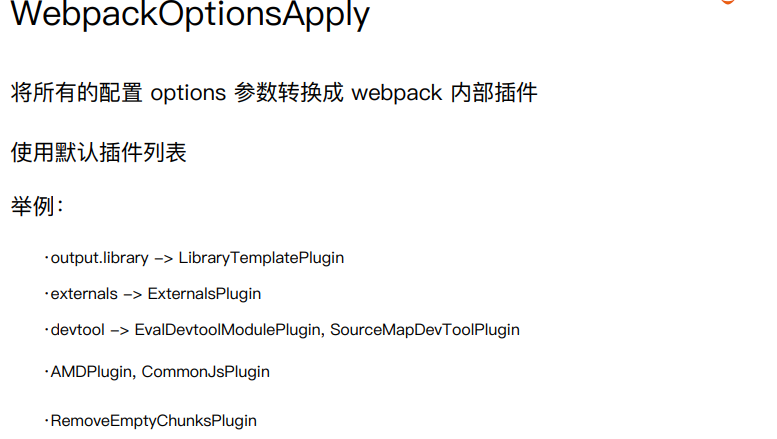 WebpackOptionsApply
将所有的配置 options 参数转换成 webpack 内部插件
使用默认插件列表
举例：
·output.library -> LibraryTemplatePlugin
·externals -> ExternalsPlugin
·devtool -> EvalDevtoolModulePlugin, SourceMapDevToolPlugin
·AMDPlugin, CommonJsPlugin
·RemoveEmptyChunksPlugin